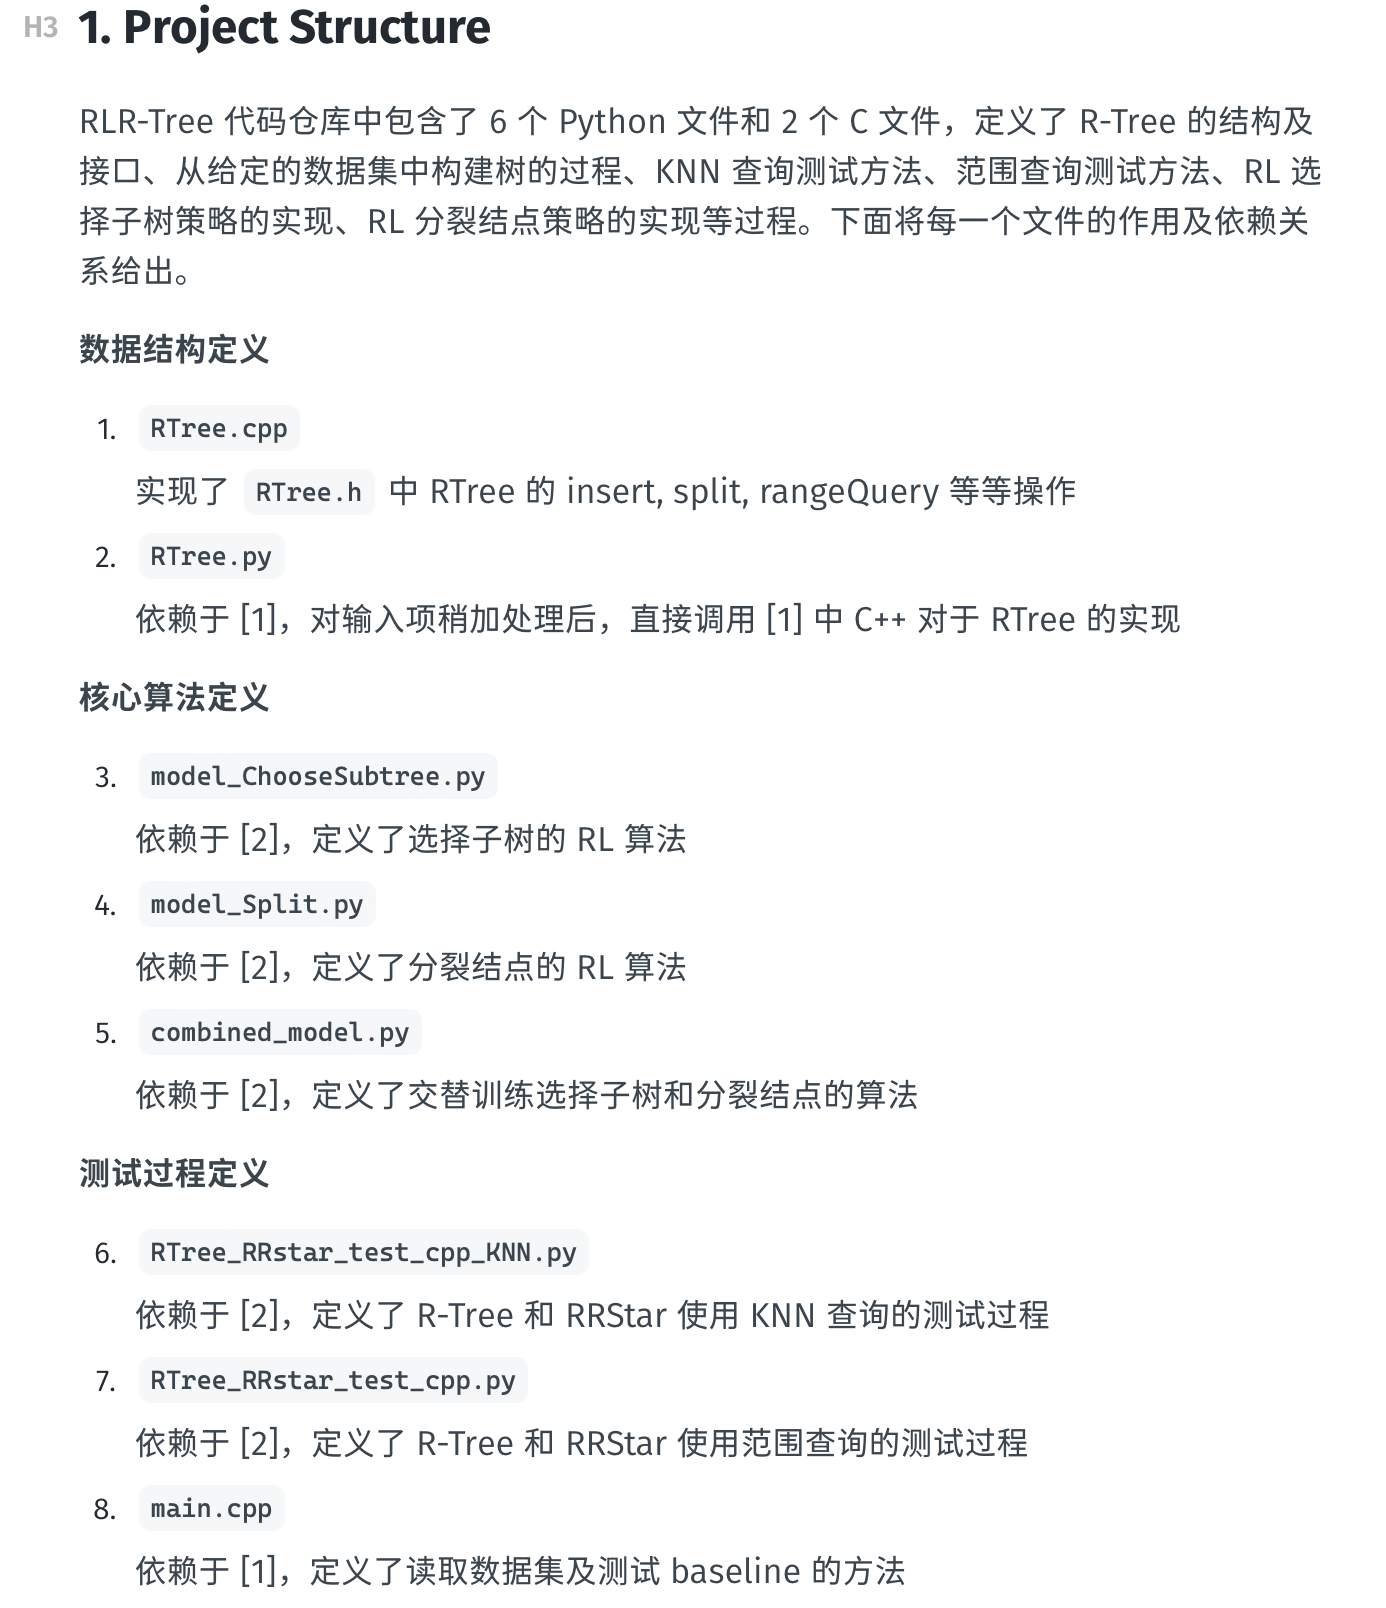 H3 1. Project Structure
RLR-Tree 代码仓库中包含了 6 个 Python 文件和 2 个 C 文件，定义了 R-Tree 的结构及
接口、从给定的数据集中构建树的过程、KNN 查询测试方法、范围查询测试方法、RL 选
择子树策略的实现、RL 分裂结点策略的实现等过程。下面将每一个文件的作用及依赖关
系给出。
数据结构定义
1. RTree.cpp
实现了 RTree.h 中 RTree 的 insert, split, rangeQuery 等等操作
2. RTree.py
依赖于 [1]，对输入项稍加处理后，直接调用 [1] 中 C++ 对于 RTree 的实现
核心算法定义
3. model_ChooseSubtree.py
依赖于 [2]，定义了选择子树的 RL 算法
4. model_Split.py
依赖于 [2]，定义了分裂结点的 RL 算法
5. combined_model.py
依赖于 [2]，定义了交替训练选择子树和分裂结点的算法
测试过程定义
6. RTree_RRstar_test_cpp_KNN.py
依赖于 [2]，定义了 R-Tree 和 RRStar 使用 KNN 查询的测试过程
7. RTree_RRstar_test_cpp.py
依赖于 [2]，定义了 R-Tree 和 RRStar 使用范围查询的测试过程
8. main.cpp
依赖于 [1]，定义了读取数据集及测试 baseline 的方法